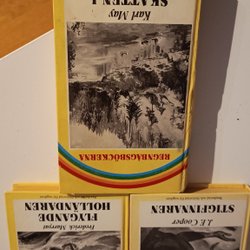 REGNBÅGSBÖCKERNA
Karl May
SKATTEN I
J. F. Cooper
STIGFINNAREN
Frederick Marryat
FLYGANDE
HOLLÄNDAREN